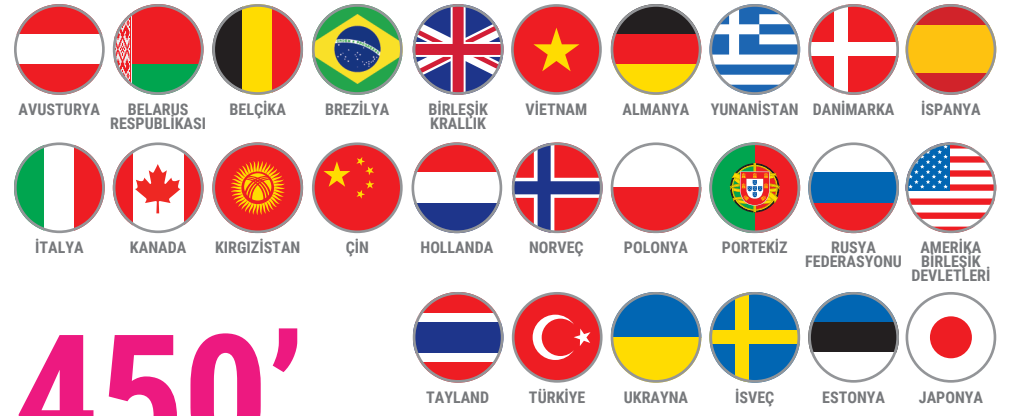 AVUSTURYA
BELARUS
RESPUBLİKASI
BELÇİKA
BREZİLYA
BİRLEŞİK
KRALLIK
VİETNAM
ALMANYA
YUNANİSTAN
DANİMARKA
İSPANYA
İTALYA
KANADA
KIRGIZİSTAN
ÇİN
HOLLANDA
NORVEÇ
POLONYA
PORTEKİZ
RUSYA
FEDERASYONU
AMERİKA
BİRLEŞİK
DEVLETLERİ
450’
TAYLAND
TÜRKİYE
UKRAYNA
İSVEÇ
ESTONYA
JAPONYA